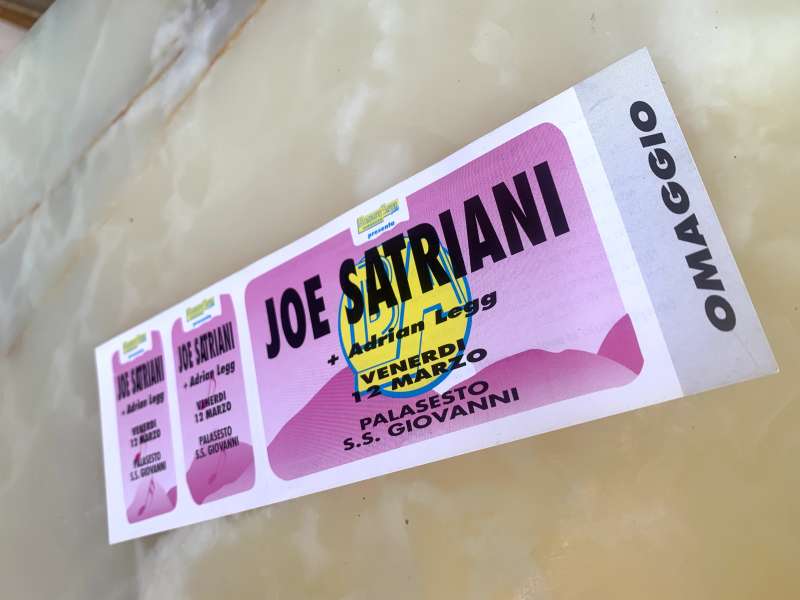 JOE SATRIANI
+ Adrian Legg
VENERDI
12 MARZO
PALASESTO
S.S. GIOVANNI
JOE SATRIANI
+ Adrian Legg
VENERDI
12 MARZO
PALASESTO
S.S. GIOVANNI
presenta
JOE SATRIANI
+ Adrian Legg
VENERDI
12 MARZO
PALASESTO
S.S. GIOVANNI
OMAGGIO